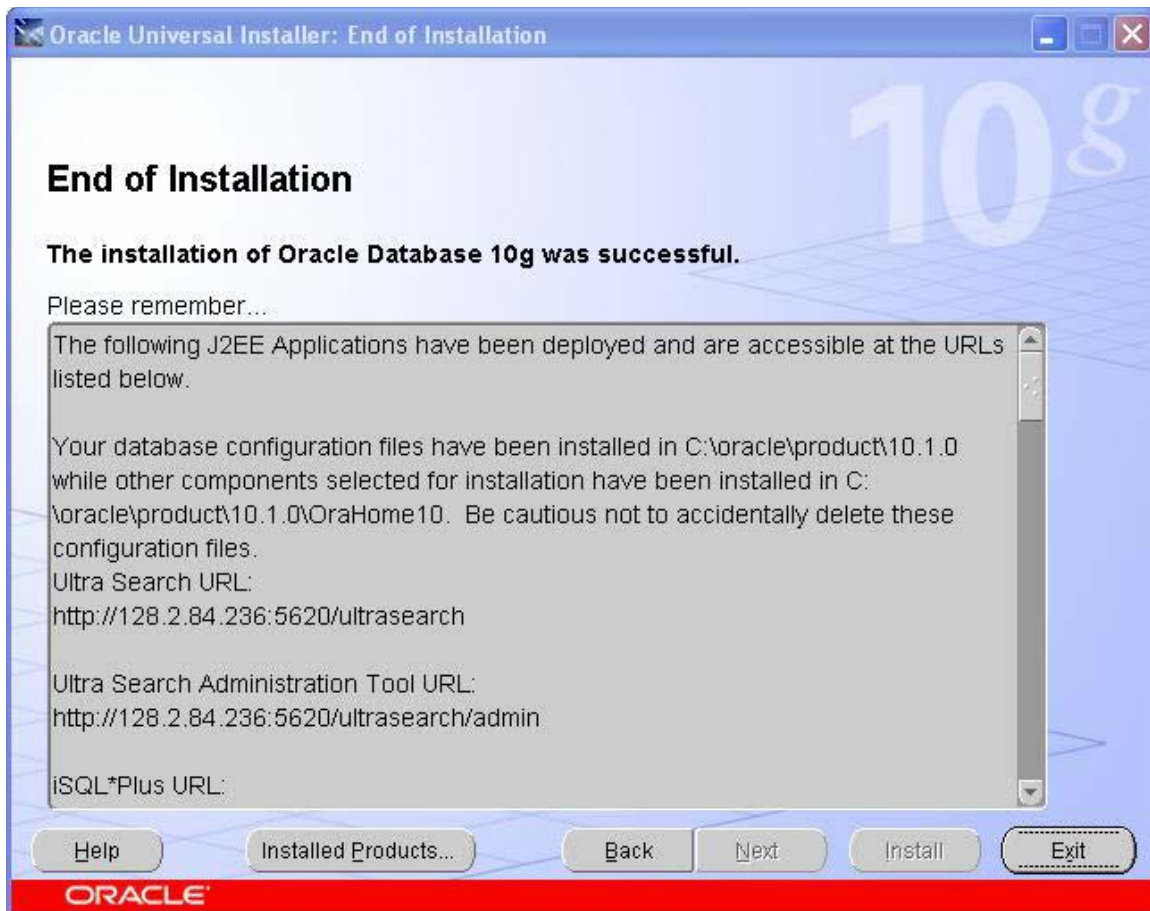 Oracle Universal Installer: End of Installation
10g
End of Installation
The installation of Oracle Database 10g was successful.
Please remember...
The following J2EE Applications have been deployed and are accessible at the URLs
listed below.
Your database configuration files have been installed in C:\oracle\product\10.1.0
while other components selected for installation have been installed in C:
\oracle\product\10.1.0\OraHome10.  Be cautious not to accidentally delete these
configuration files.
Ultra Search URL:
http://128.2.84.236:5620/ultrasearch
Ultra Search Administration Tool URL:
http://128.2.84.236:5620/ultrasearch/admin
iSQL*Plus URL:
Help Installed Products... Back Next Install Exit
ORACLE